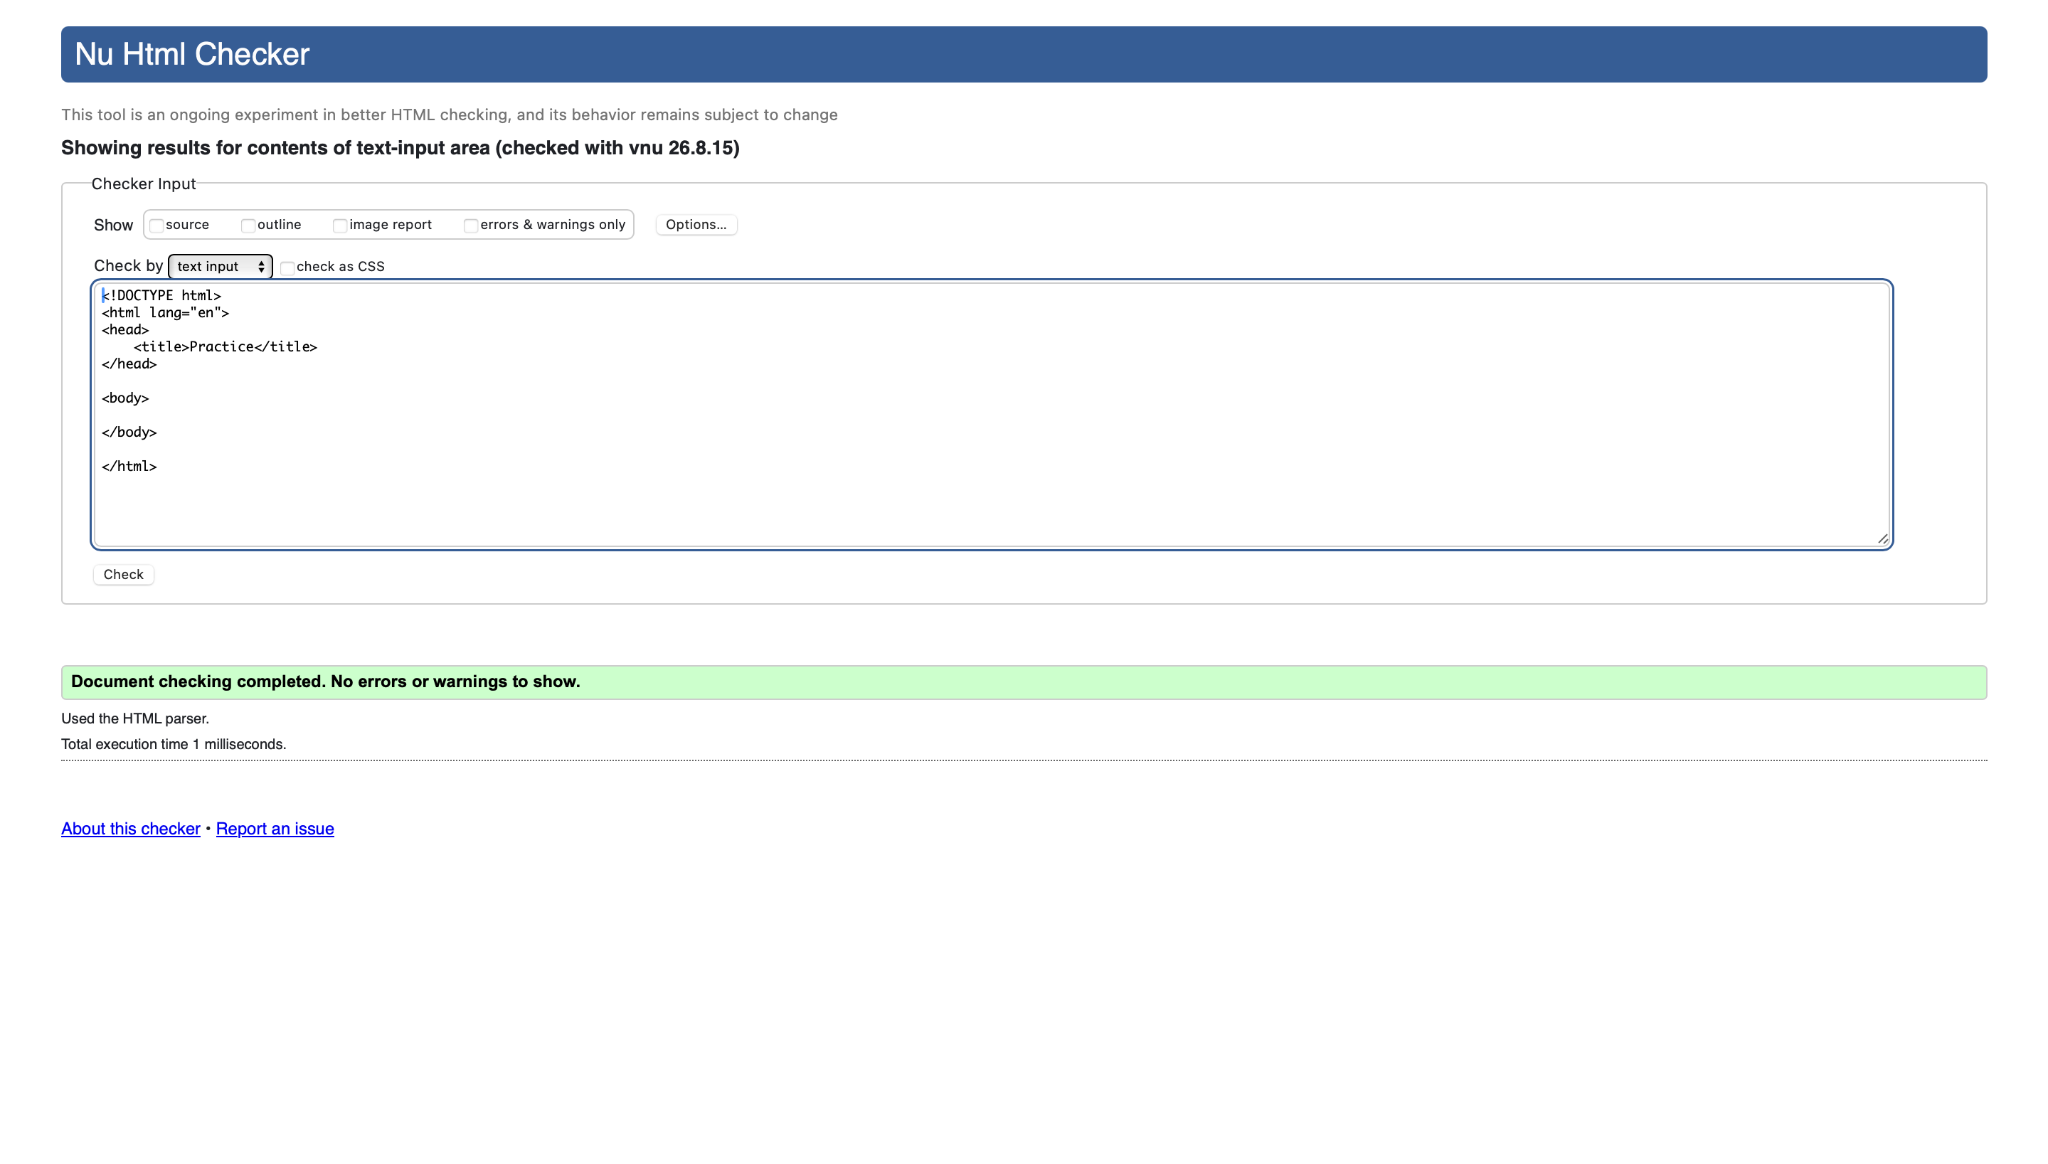 Nu Html Checker
This tool is an ongoing experiment in better HTML checking, and its behavior remains subject to change
Showing results for contents of text-input area (checked with vnu 26.8.15)
Checker Input
Show source outline image report errors & warnings only Options...
Check by text input check as CSS
<!DOCTYPE html>
<html lang="en">
<head>
    <title>Practice</title>
</head>
<body>
</body>
</html>
Check
Document checking completed. No errors or warnings to show.
Used the HTML parser.
Total execution time 1 milliseconds.
About this checker • Report an issue